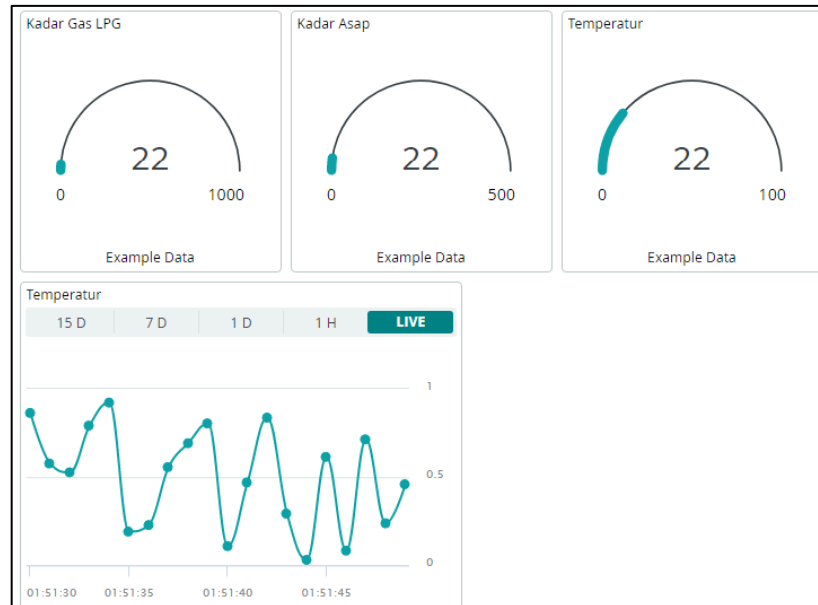 Kadar Gas LPG
22
0 1000
Example Data
Kadar Asap
22
0 500
Example Data
Temperatur
22
0 100
Example Data
Temperatur
15 D 7 D 1 D 1 H LIVE
1
0.5
0
01:51:30 01:51:35 01:51:40 01:51:45